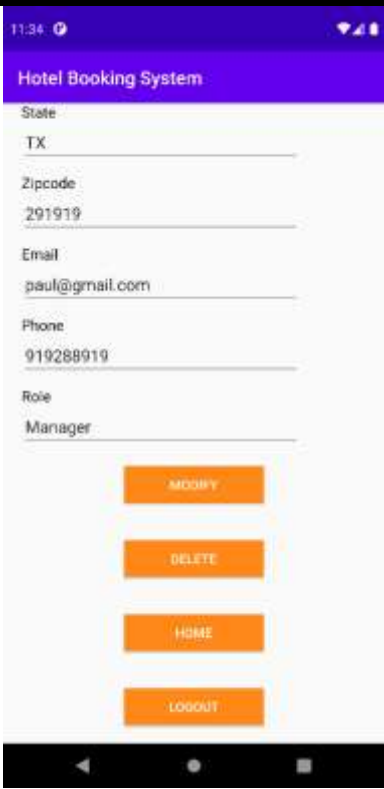 11:34
Hotel Booking System
State
TX
Zipcode
291919
Email
paul@gmail.com
Phone
919288919
Role
Manager
MODIFY
DELETE
HOME
LOGOUT